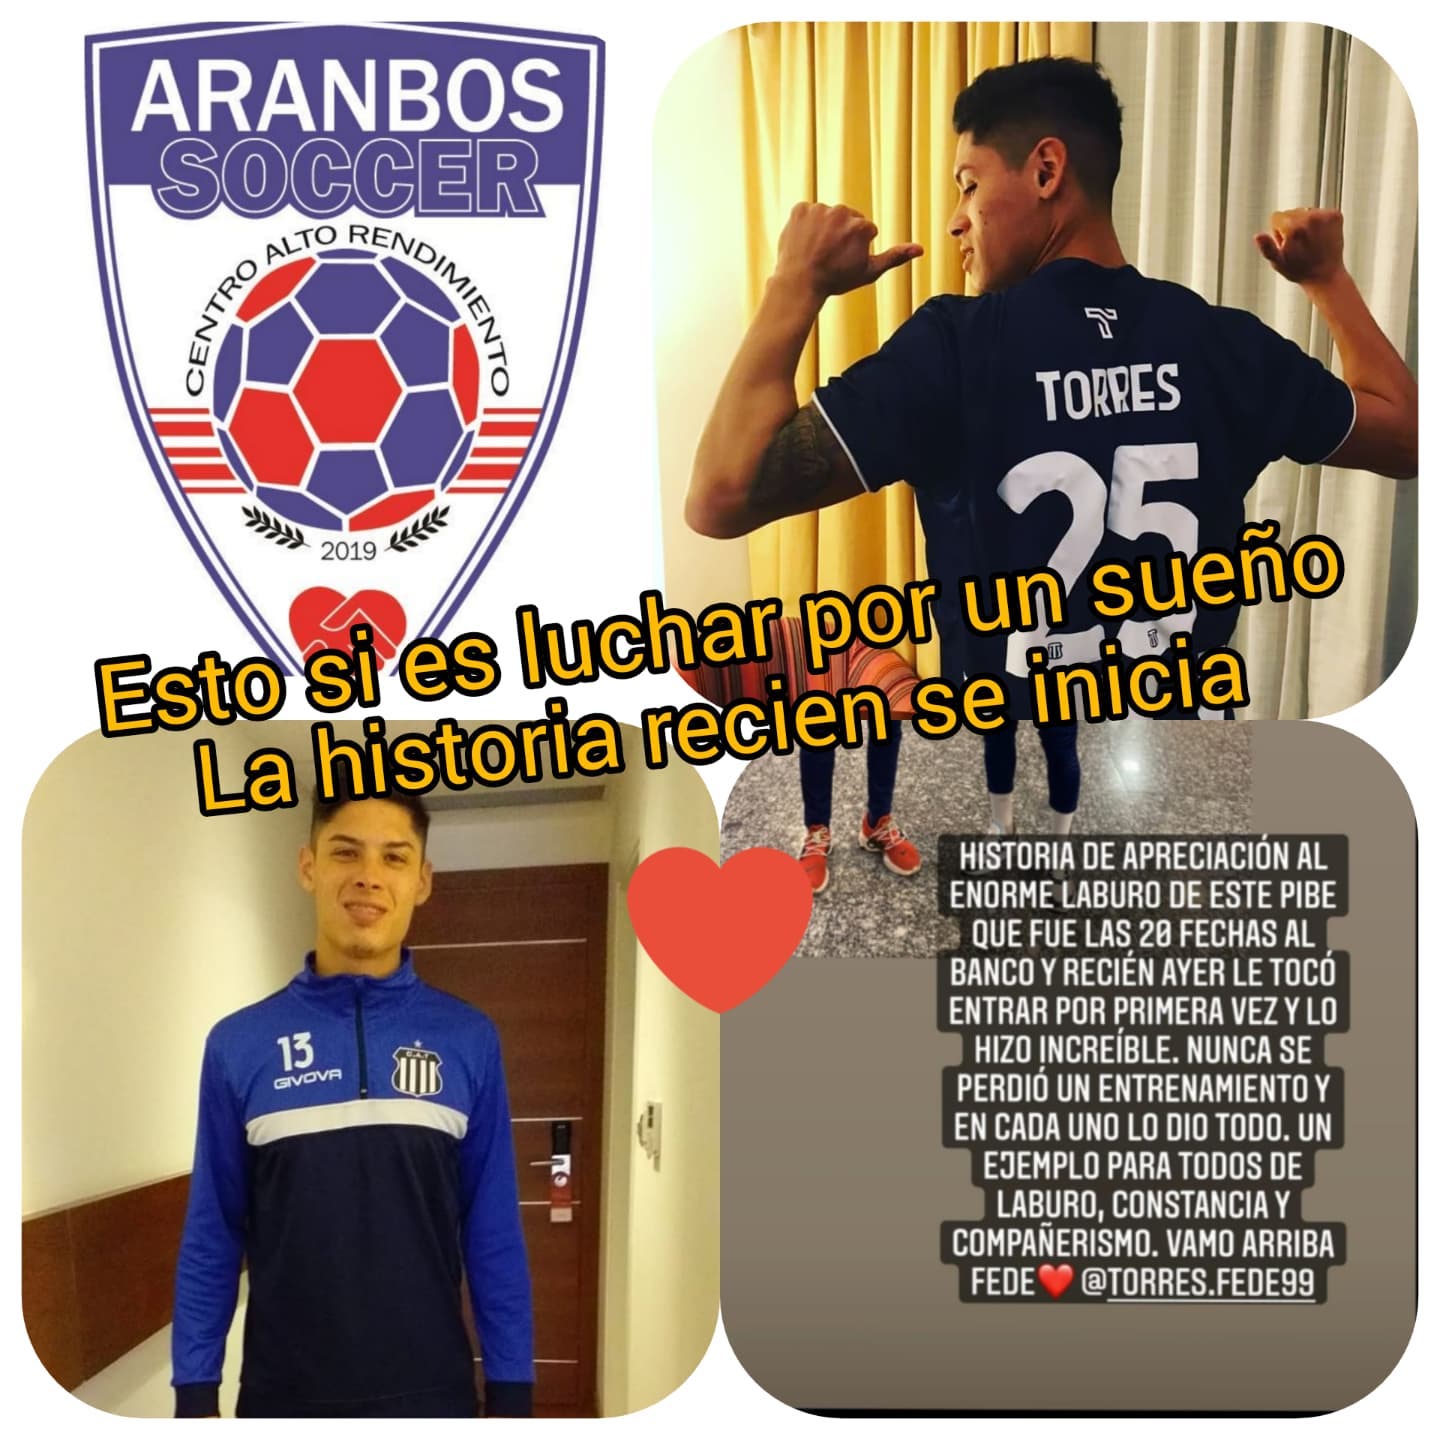 ARANBOS
SOCCER
CENTRO ALTO RENDIMIENTO
2019
T
TORRES
25
Esto si es luchar por un sueño
La historia recien se inicia
13
GIVOVA
C.A.T
HISTORIA DE APRECIACIÓN AL
ENORME LABURO DE ESTE PIBE
QUE FUE LAS 20 FECHAS AL
BANCO Y RECIÉN AYER LE TOCÓ
ENTRAR POR PRIMERA VEZ Y LO
HIZO INCREÍBLE. NUNCA SE
PERDIÓ UN ENTRENAMIENTO Y
EN CADA UNO LO DIO TODO. UN
EJEMPLO PARA TODOS DE
LABURO, CONSTANCIA Y
COMPAÑERISMO. VAMO ARRIBA
FEDE❤️ @TORRES.FEDE99